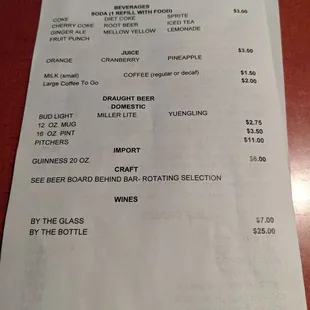 BEVERAGES
SODA (1 REFILL WITH FOOD) $3.00
COKE DIET COKE SPRITE
CHERRY COKE ROOT BEER ICED TEA
GINGER ALE MELLOW YELLOW LEMONADE
FRUIT PUNCH
JUICE $3.00
ORANGE CRANBERRY PINEAPPLE
MILK (small) COFFEE (regular or decaf) $1.50
Large Coffee To Go $2.00
DRAUGHT BEER
DOMESTIC
BUD LIGHT MILLER LITE YUENGLING
12 OZ. MUG $2.75
16 OZ. PINT $3.50
PITCHERS $11.00
IMPORT
GUINNESS 20 OZ. $6.00
CRAFT
SEE BEER BOARD BEHIND BAR- ROTATING SELECTION
WINES
BY THE GLASS $7.00
BY THE BOTTLE $25.00